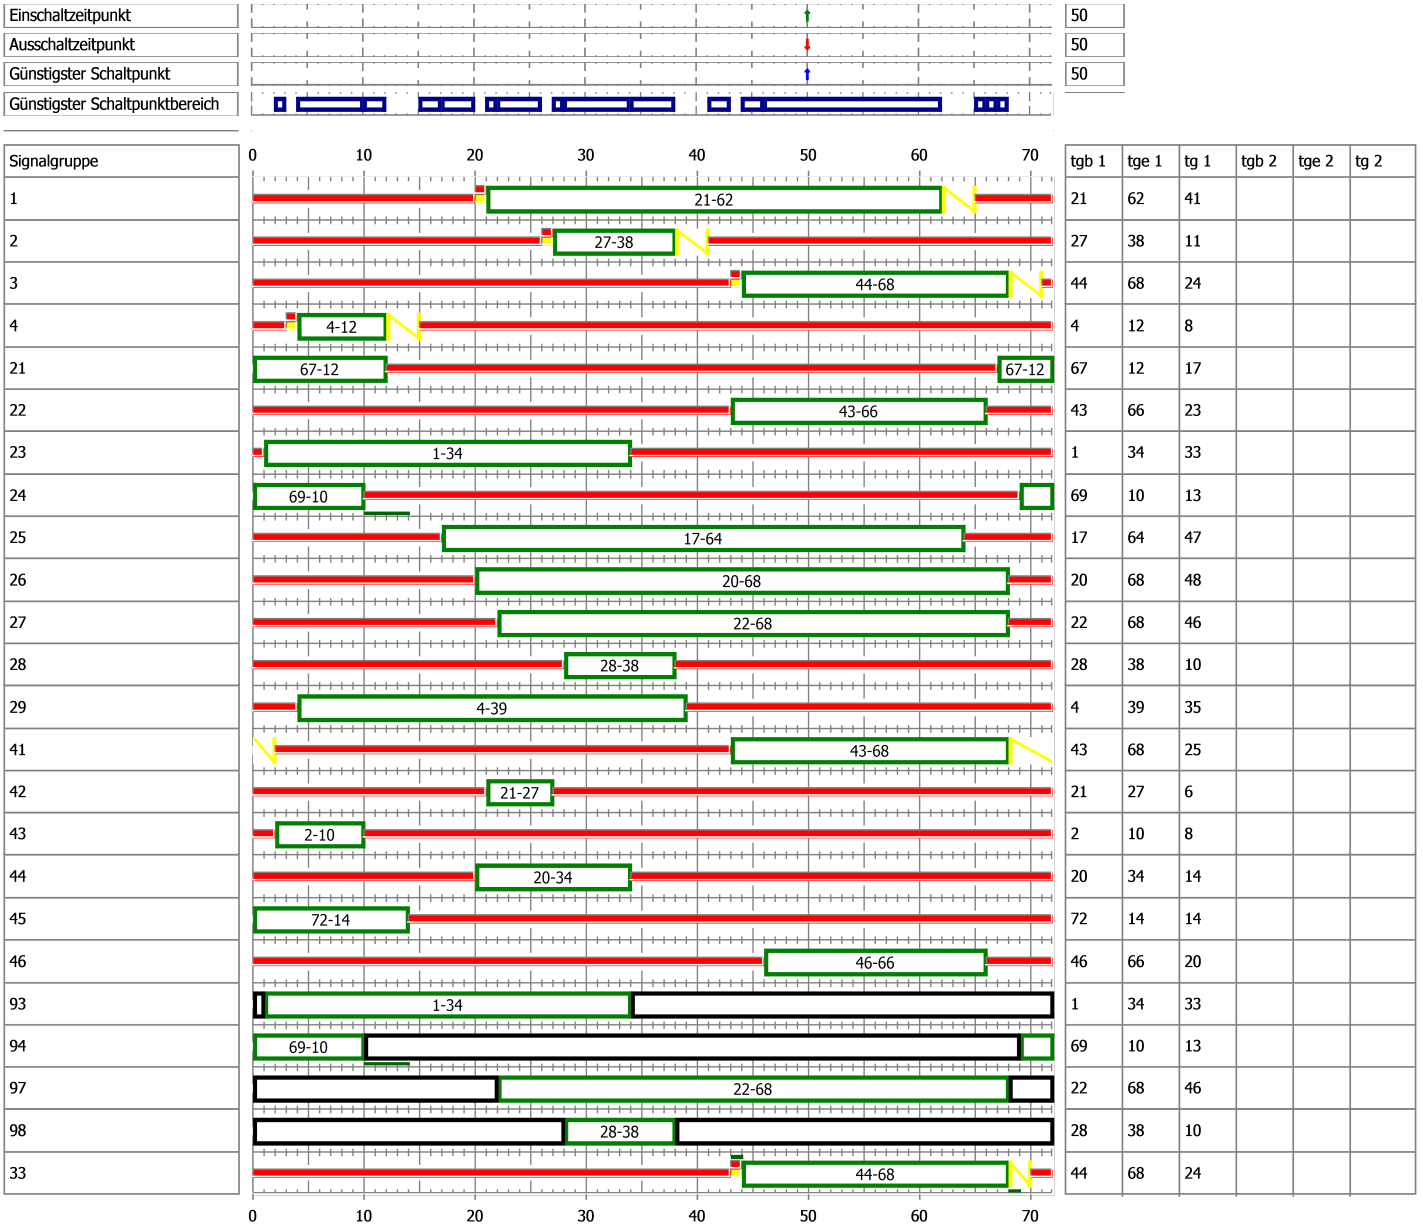 Einschaltzeitpunkt 50
Ausschaltzeitpunkt 50
Günstigster Schaltpunkt 50
Günstigster Schaltpunktbereich
Signalgruppe 0 10 20 30 40 50 60 70 tgb 1 tge 1 tg 1 tgb 2 tge 2 tg 2
1 21-62 21 62 41
2 27-38 27 38 11
3 44-68 44 68 24
4 4-12 4 12 8
21 67-12 67-12 67 12 17
22 43-66 43 66 23
23 1-34 1 34 33
24 69-10 69 10 13
25 17-64 17 64 47
26 20-68 20 68 48
27 22-68 22 68 46
28 28-38 28 38 10
29 4-39 4 39 35
41 43-68 43 68 25
42 21-27 21 27 6
43 2-10 2 10 8
44 20-34 20 34 14
45 72-14 72 14 14
46 46-66 46 66 20
93 1-34 1 34 33
94 69-10 69 10 13
97 22-68 22 68 46
98 28-38 28 38 10
33 44-68 44 68 24
0 10 20 30 40 50 60 70